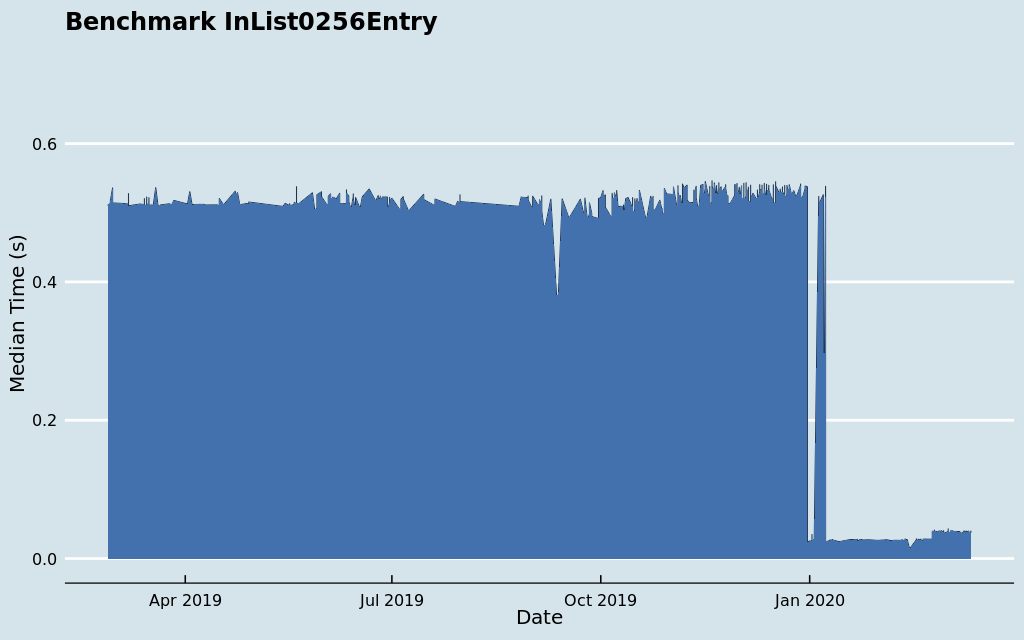 Benchmark InList0256Entry
Median Time (s)
0.6
0.4
0.2
0.0
Apr 2019
Jul 2019
Oct 2019
Jan 2020
Date